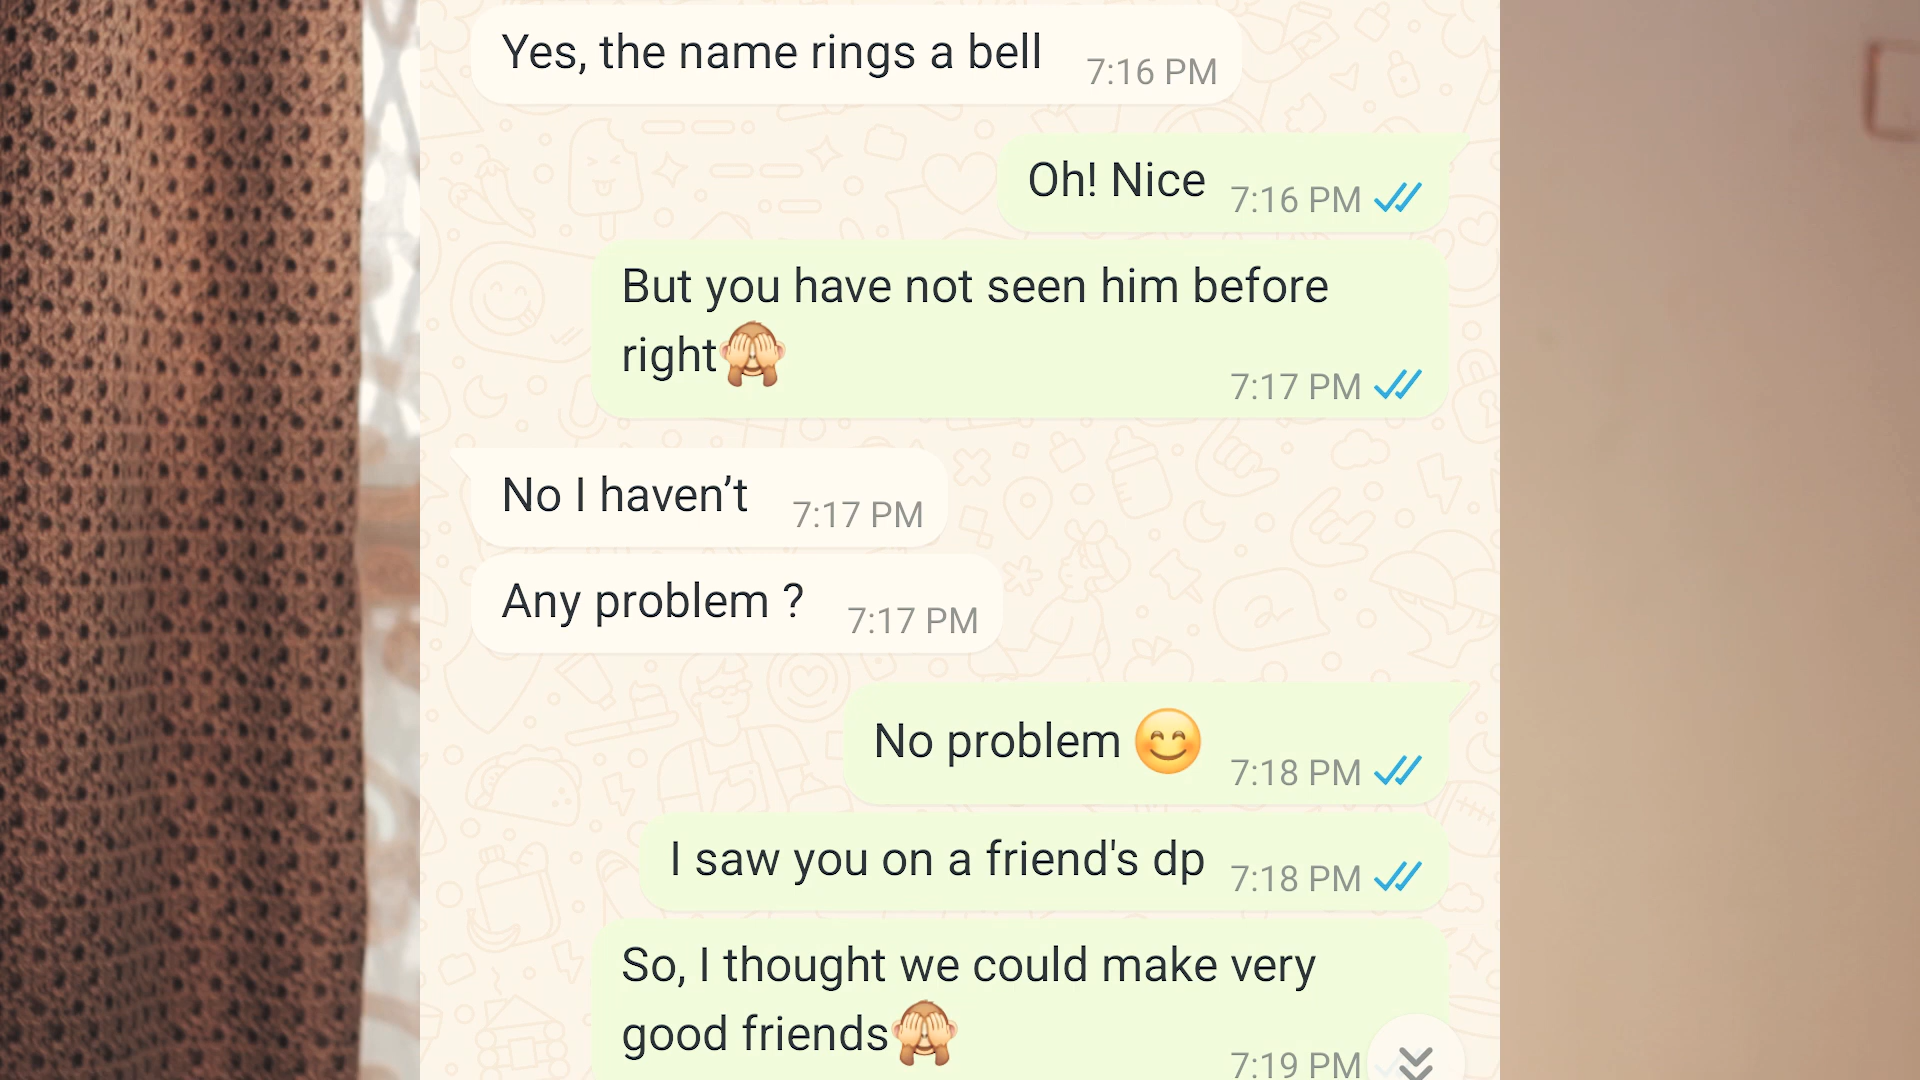 Yes, the name rings a bell 7:16 PM
Oh! Nice 7:16 PM
But you have not seen him before
right🙈
7:17 PM
No I haven’t 7:17 PM
Any problem ? 7:17 PM
No problem 😊 7:18 PM
I saw you on a friend's dp 7:18 PM
So, I thought we could make very
good friends🙈
7:19 PM